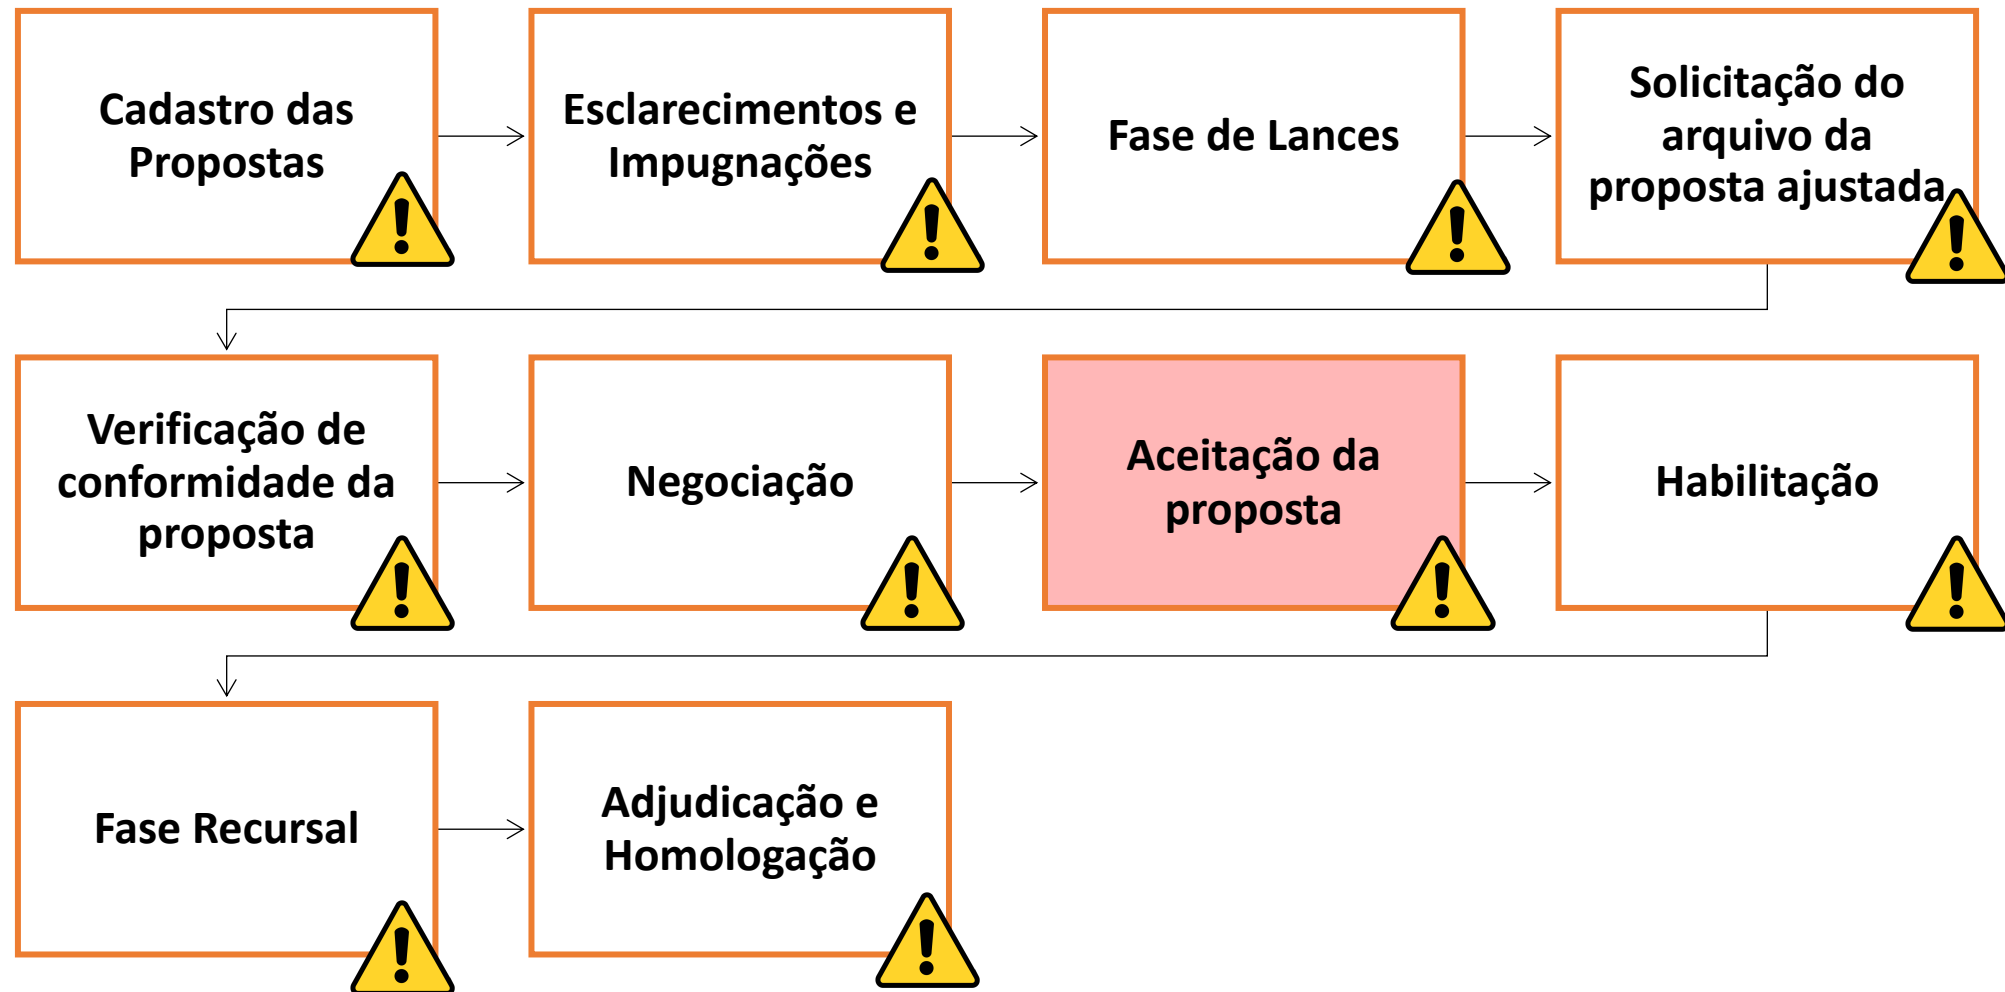 Cadastro das
Propostas
Esclarecimentos e
Impugnações
Fase de Lances
Solicitação do
arquivo da
proposta ajustada
Verificação de
conformidade da
proposta
Negociação
Aceitação da
proposta
Habilitação
Fase Recursal
Adjudicação e
Homologação